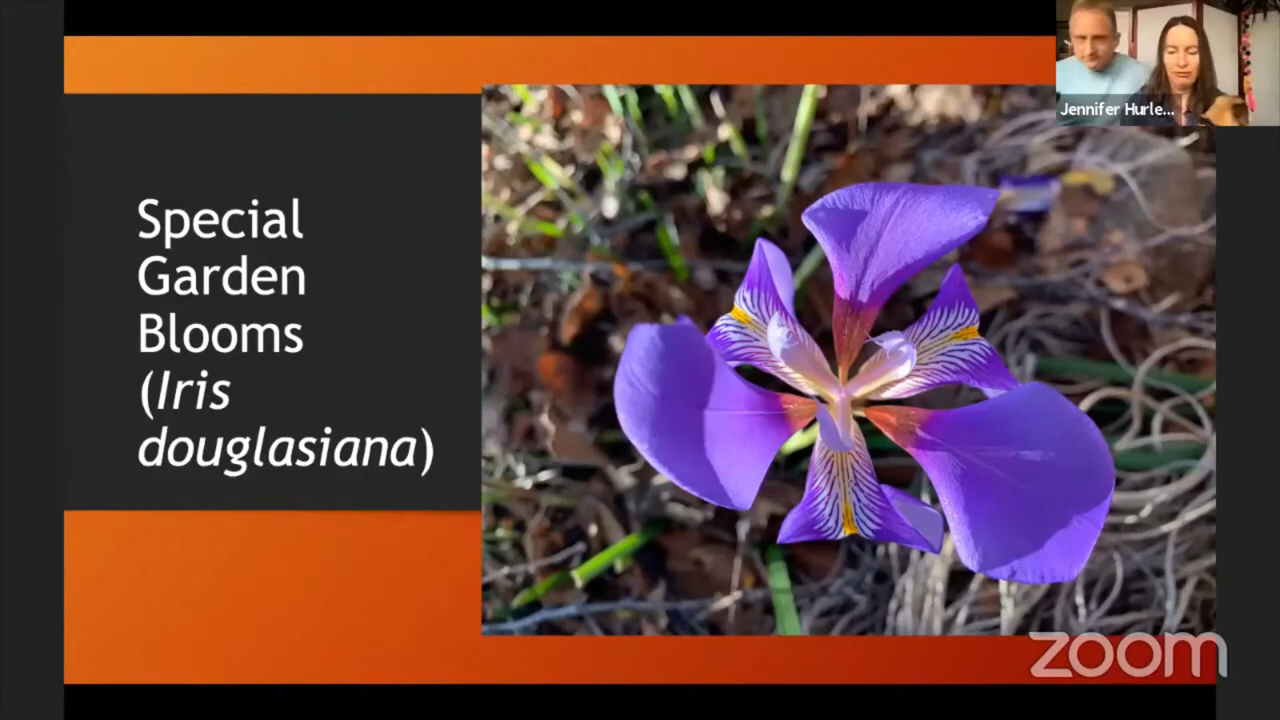 Special
Garden
Blooms
(Iris
douglasiana)
Jennifer Hurle...
zoom